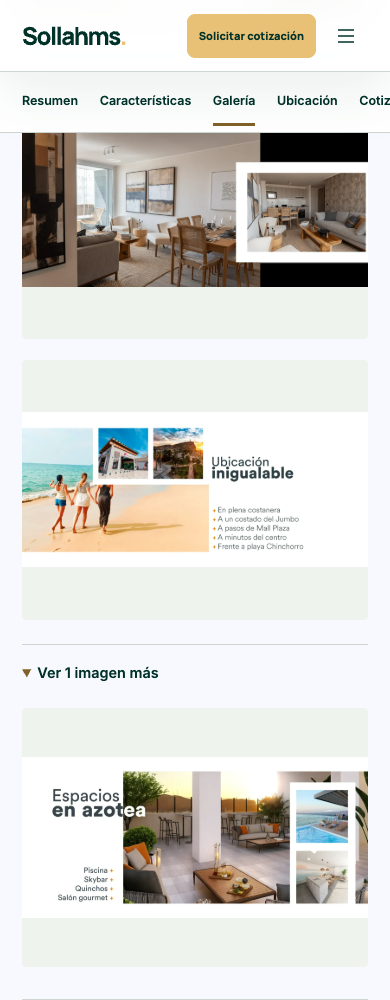 Sollahms.
Solicitar cotización
Resumen Características Galería Ubicación Cotiz
Ubicación
inigualable
+ En plena costanera
+ A un costado del Jumbo
+ A pasos de Mall Plaza
+ A minutos del centro
+ Frente a playa Chinchorro
▼ Ver 1 imagen más
Espacios
en azotea
Piscina +
Skybar +
Quinchos +
Salón gourmet +